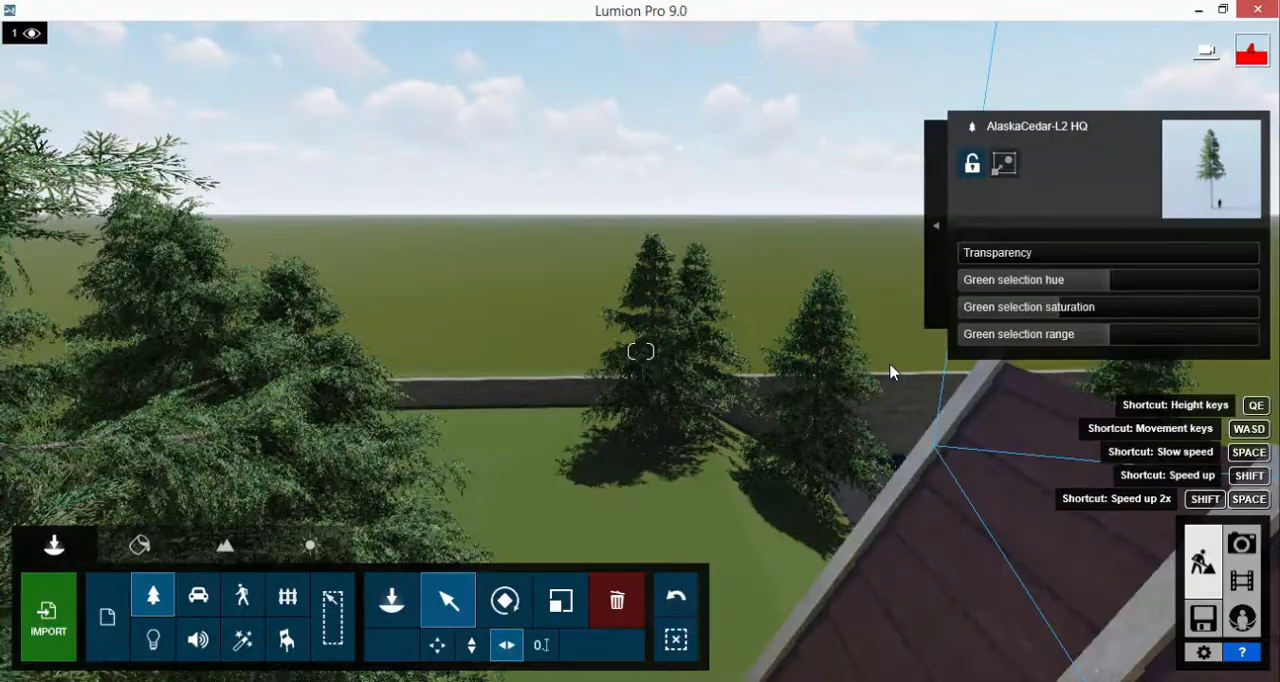 Lumion Pro 9.0
1
AlaskaCedar-L2 HQ
Transparency
Green selection hue
Green selection saturation
Green selection range
Shortcut: Height keys QE
Shortcut: Movement keys WASD
Shortcut: Slow speed SPACE
Shortcut: Speed up SHIFT
Shortcut: Speed up 2x SHIFT SPACE
IMPORT
?